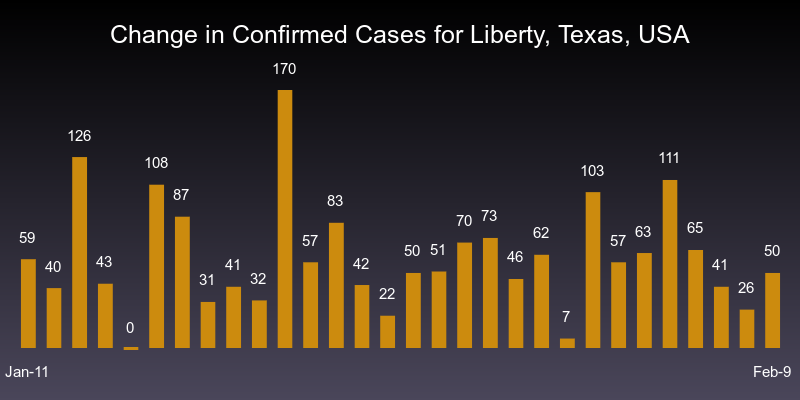 Change in Confirmed Cases for Liberty, Texas, USA
59 40 126 43 0 108 87 31 41 32 170 57 83 42 22 50 51 70 73 46 62 7 103 57 63 111 65 41 26 50
Jan-11 Feb-9